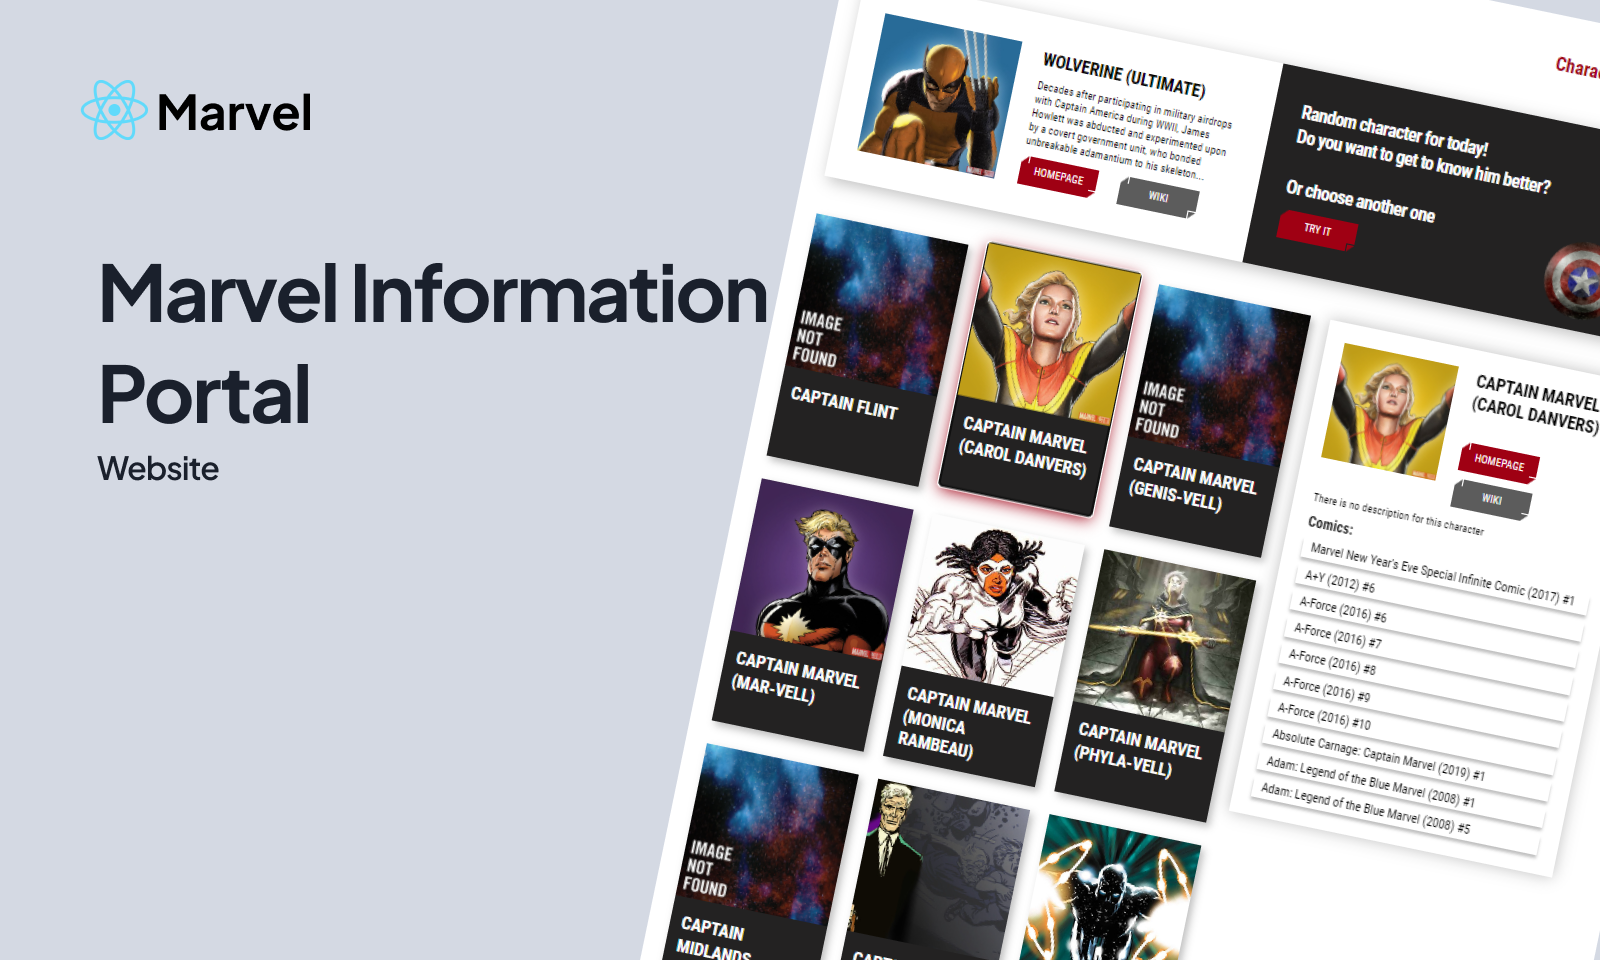 Marvel
Marvel Information
Portal
Website
WOLVERINE (ULTIMATE)
Decades after participating in military airdrops
with Captain America during WWII, James
Howlett was abducted and experimented upon
by a covert government unit, who bonded
unbreakable adamantium to his skeleton...
HOMEPAGE
WIKI
Random character for today!
Do you want to get to know him better?
Or choose another one
TRY IT
IMAGE
NOT
FOUND
CAPTAIN FLINT
CAPTAIN MARVEL
(CAROL DANVERS)
IMAGE
NOT
FOUND
CAPTAIN MARVEL
(GENIS-VELL)
CAPTAIN MARVEL
(MAR-VELL)
CAPTAIN MARVEL
(MONICA
RAMBEAU)
CAPTAIN MARVEL
(PHYLA-VELL)
IMAGE
NOT
FOUND
CAPTAIN
MIDLANDS
CAPTAIN MARVEL
(CAROL DANVERS)
HOMEPAGE
WIKI
There is no description for this character
Comics:
Marvel New Year's Eve Special Infinite Comic (2017) #1
A+Y (2012) #6
A-Force (2016) #6
A-Force (2016) #7
A-Force (2016) #8
A-Force (2016) #9
A-Force (2016) #10
Absolute Carnage: Captain Marvel (2019) #1
Adam: Legend of the Blue Marvel (2008) #1
Adam: Legend of the Blue Marvel (2008) #5